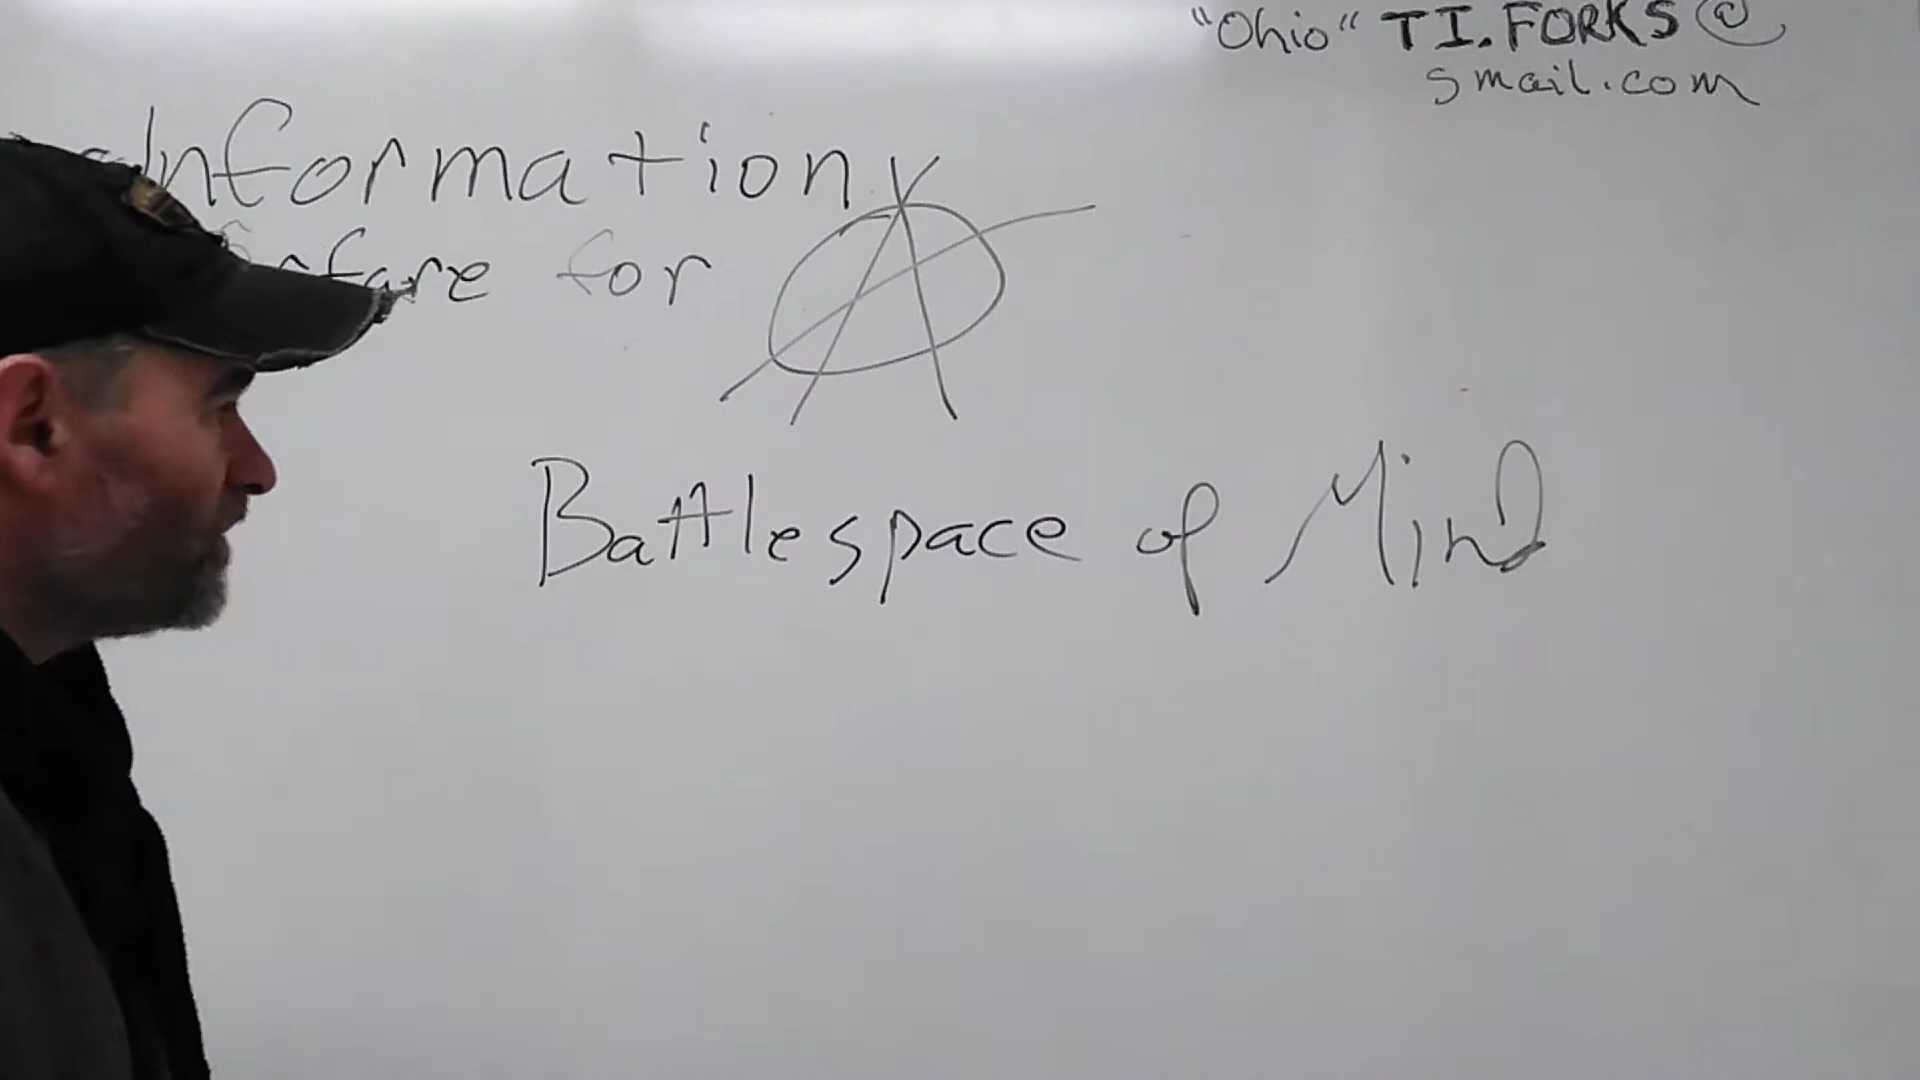 "Ohio" TI.FORKS@
gmail.com
Information
for
Battlespace of Mind